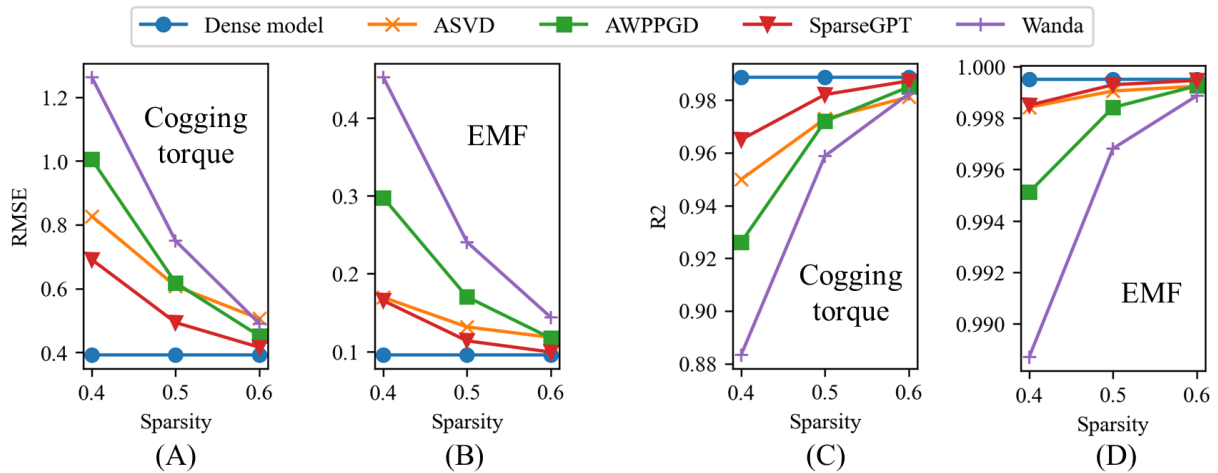 Dense model ASVD AWPPGD SparseGPT Wanda
RMSE
1.2
1.0
0.8
0.6
0.4
Cogging
torque
0.4 0.5 0.6
Sparsity
(A)
0.4
0.3
0.2
0.1
EMF
0.4 0.5 0.6
Sparsity
(B)
R2
0.98
0.96
0.94
0.92
0.90
0.88
Cogging
torque
0.4 0.5 0.6
Sparsity
(C)
1.000
0.998
0.996
0.994
0.992
0.990
EMF
0.4 0.5 0.6
Sparsity
(D)